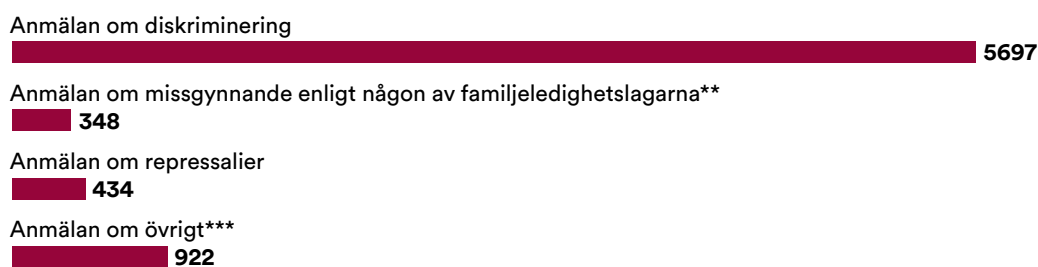 Anmälan om diskriminering
5697
Anmälan om missgynnande enligt någon av familjeledighetslagarna**
348
Anmälan om repressalier
434
Anmälan om övrigt***
922